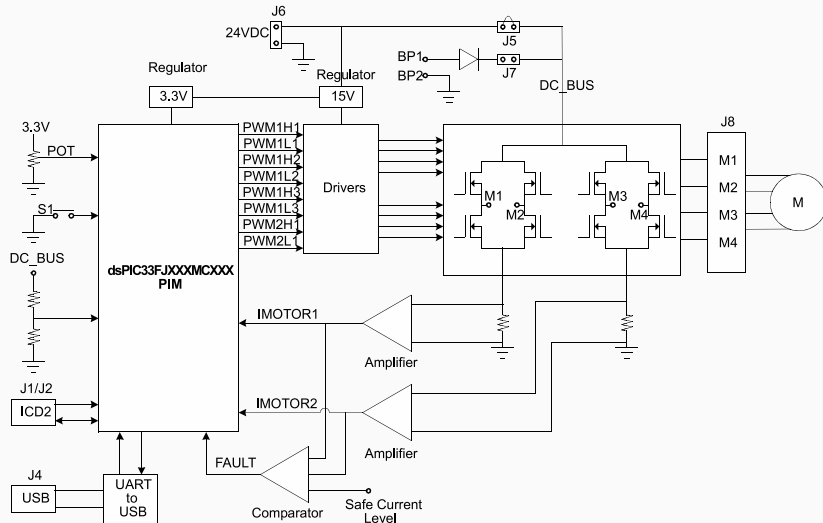 J6
24VDC
J5
BP1
J7
BP2
DC_BUS
Regulator
3.3V
Regulator
15V
3.3V
POT
S1
DC_BUS
dsPIC33FJXXXMCXXX
PIM
PWM1H1
PWM1L1
PWM1H2
PWM1L2
PWM1H3
PWM1L3
PWM2H1
PWM2L1
Drivers
M1
M2
M3
M4
J8
M1
M2
M3
M4
M
IMOTOR1
Amplifier
IMOTOR2
Amplifier
FAULT
Comparator
Safe Current
Level
J1/J2
ICD2
J4
USB
UART
to
USB